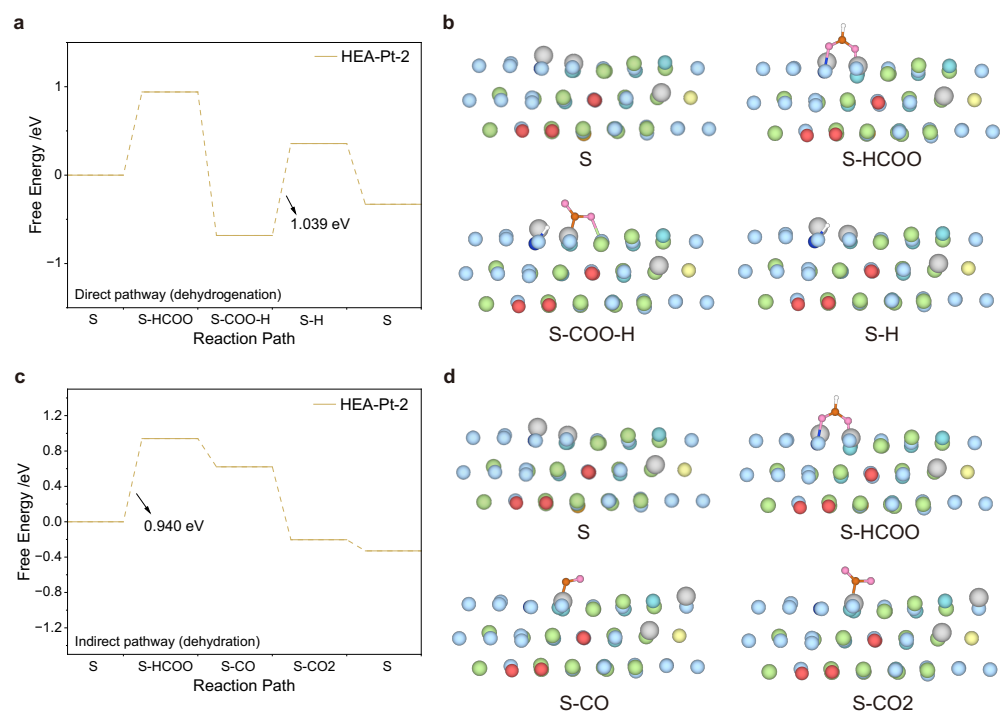 a
HEA-Pt-2
1
0
−1
Free Energy /eV
1.039 eV
Direct pathway (dehydrogenation)
S S-HCOO S-COO-H S-H S
Reaction Path
b
S
S-HCOO
S-COO-H
S-H
c
HEA-Pt-2
1.2
0.8
0.4
0.0
−0.4
−0.8
−1.2
Free Energy /eV
0.940 eV
Indirect pathway (dehydration)
S S-HCOO S-CO S-CO2 S
Reaction Path
d
S
S-HCOO
S-CO
S-CO2